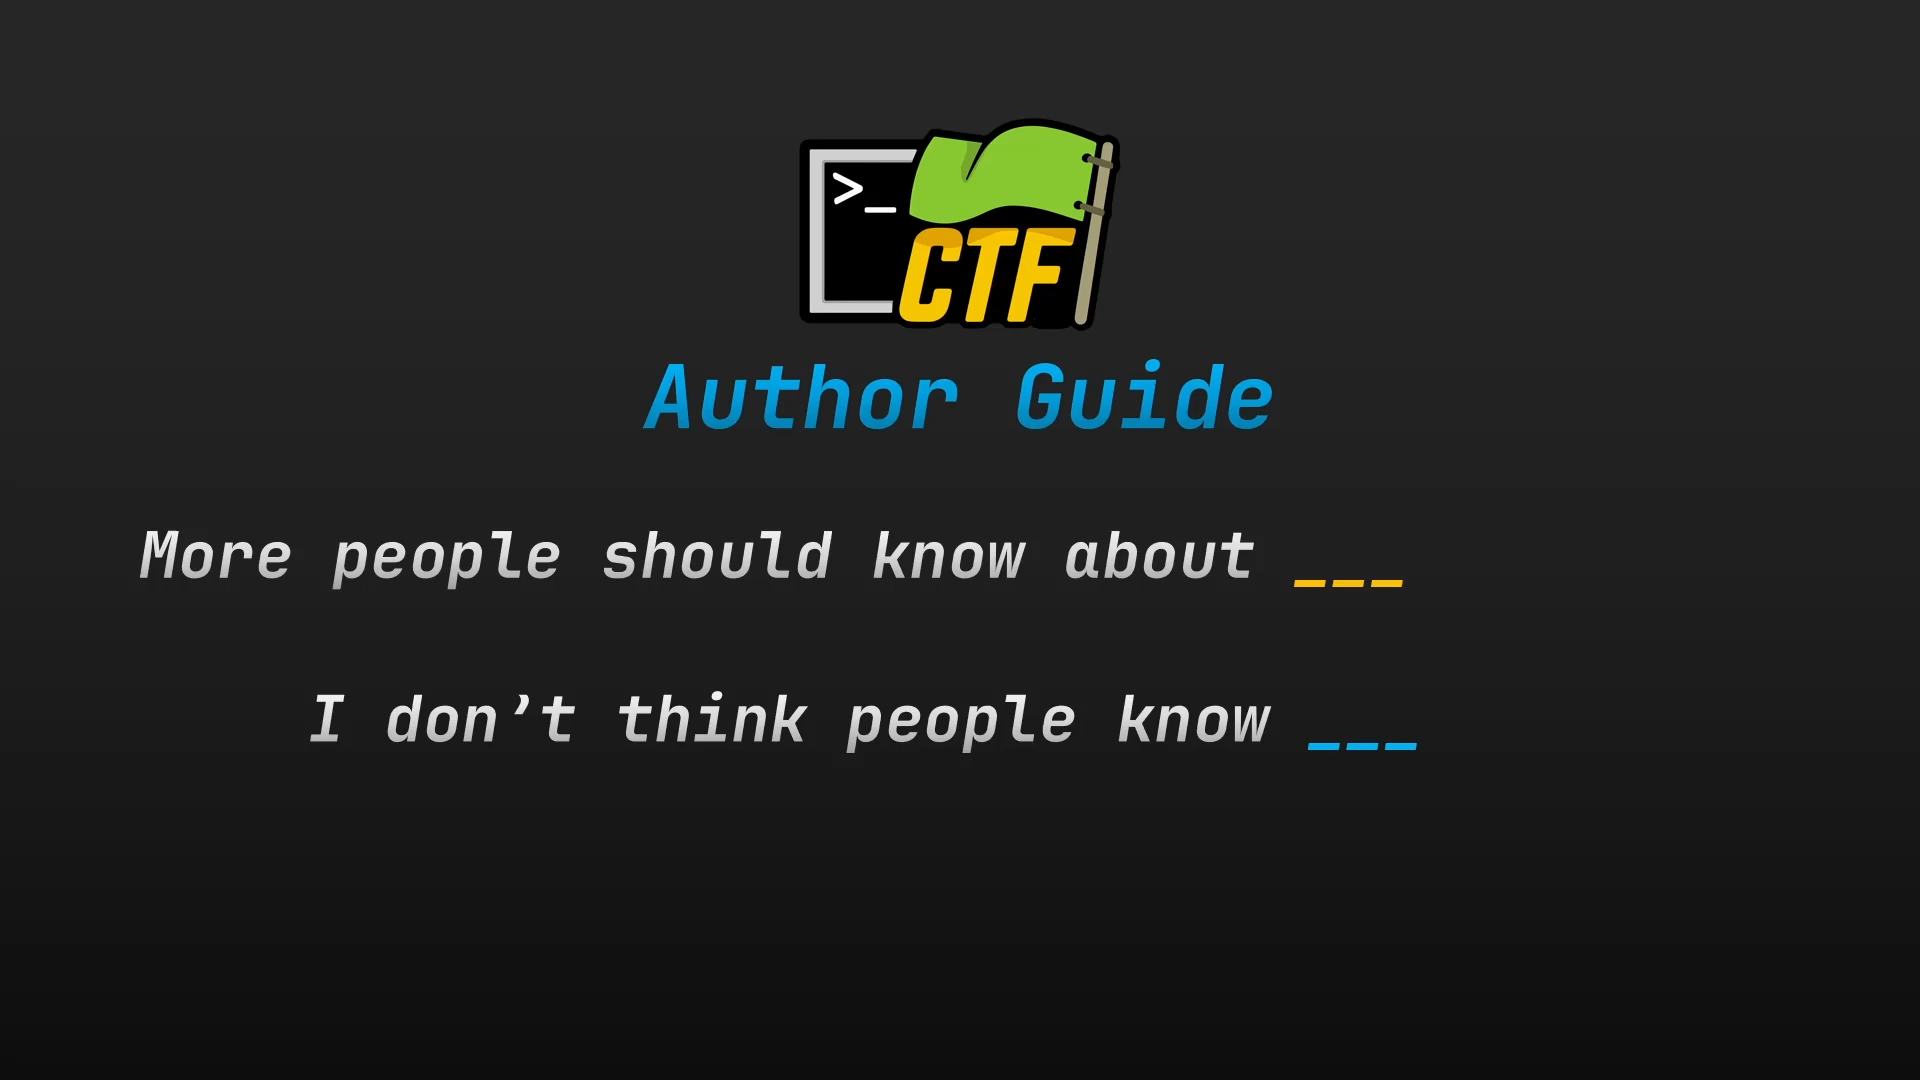 >_
CTF
Author Guide
More people should know about ___
I don’t think people know ___